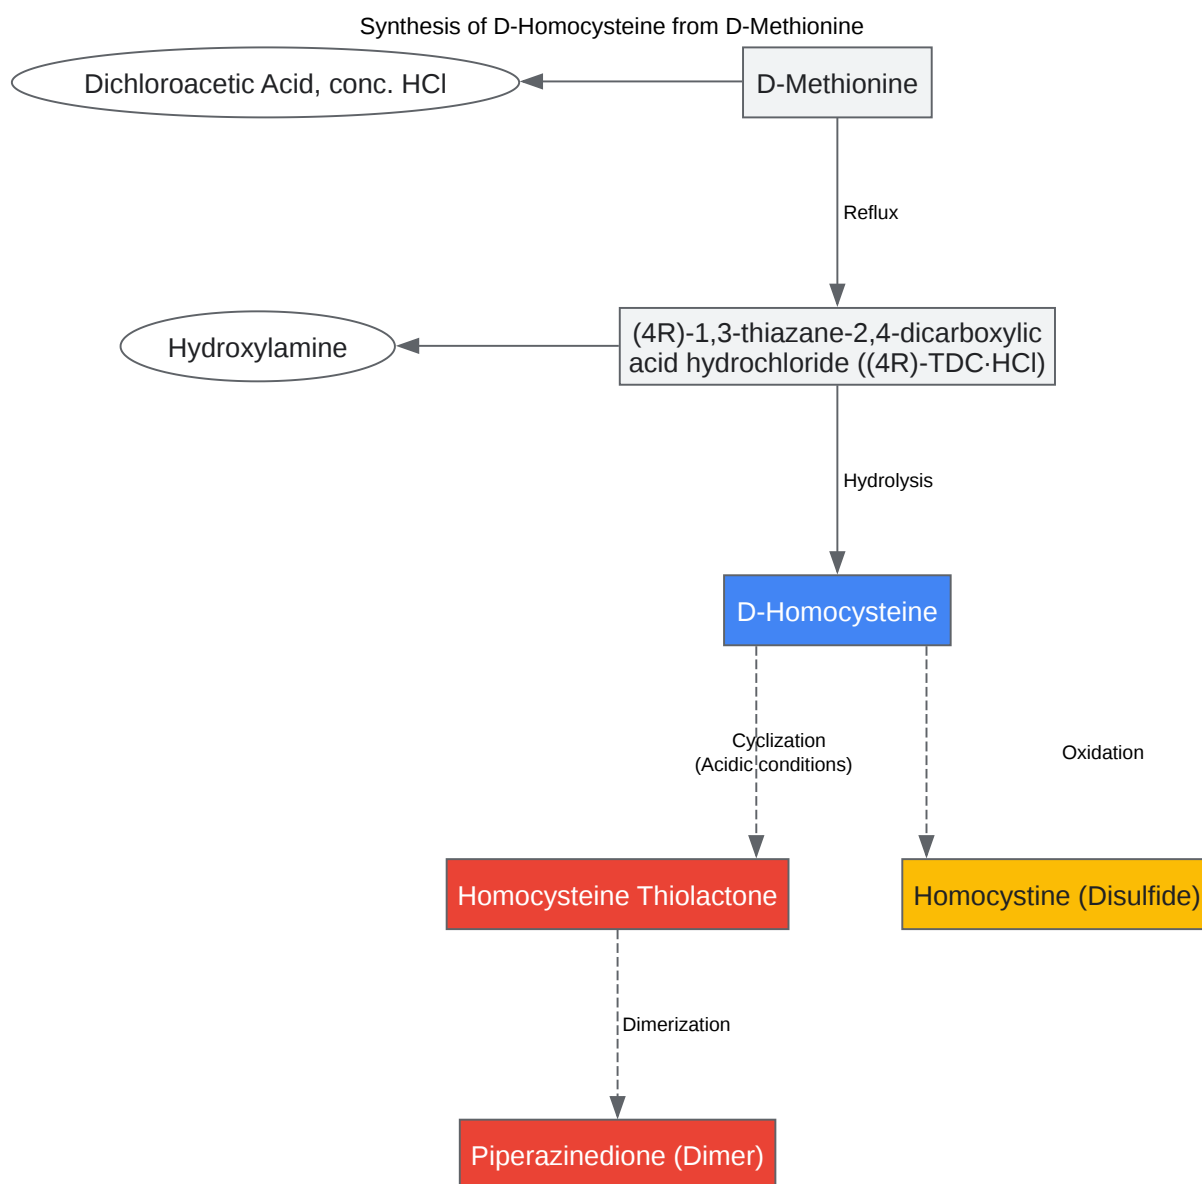 Synthesis of D-Homocysteine from D-Methionine
Dichloroacetic Acid, conc. HCl
D-Methionine
Reflux
Hydroxylamine
(4R)-1,3-thiazane-2,4-dicarboxylic
acid hydrochloride ((4R)-TDC·HCl)
Hydrolysis
D-Homocysteine
Cyclization
(Acidic conditions)
Oxidation
Homocysteine Thiolactone
Homocystine (Disulfide)
Dimerization
Piperazinedione (Dimer)